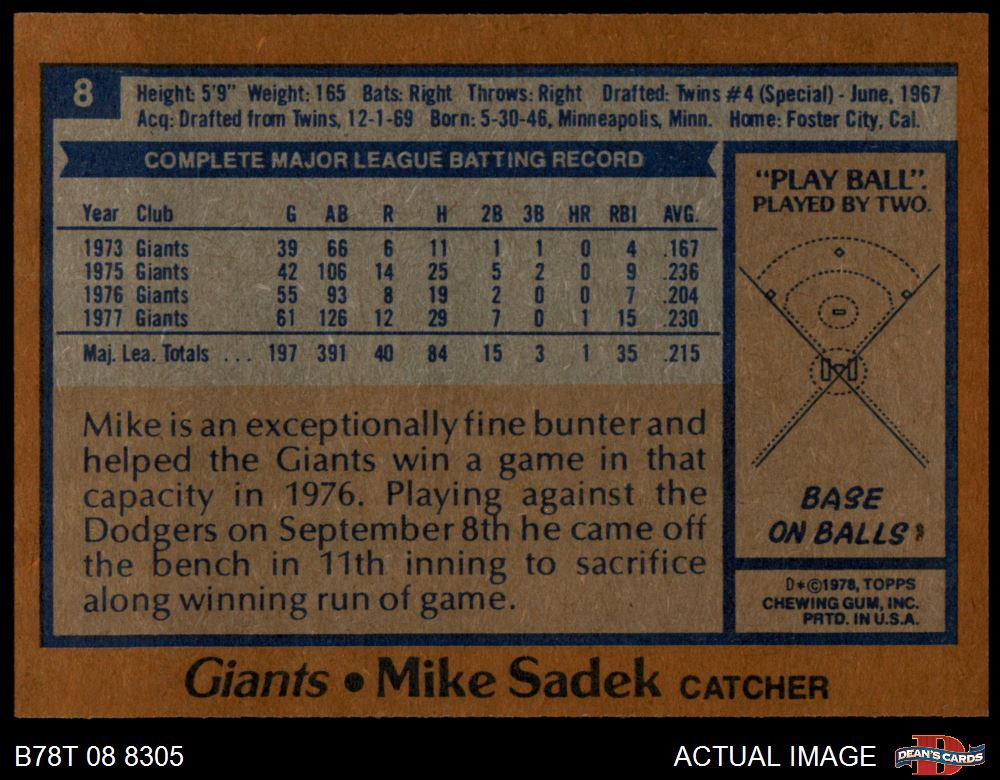 8
Height: 5'9" Weight: 165 Bats: Right Throws: Right Drafted: Twins #4 (Special) - June, 1967
Acq: Drafted from Twins, 12-1-69 Born: 5-30-46, Minneapolis, Minn. Home: Foster City, Cal.
COMPLETE MAJOR LEAGUE BATTING RECORD
Year Club G AB R H 2B 3B HR RBI AVG.
1973 Giants 39 66 6 11 1 1 0 4 .167
1975 Giants 42 106 14 25 5 2 0 9 .236
1976 Giants 55 93 8 19 2 0 0 7 .204
1977 Giants 61 126 12 29 7 0 1 15 .230
Maj. Lea. Totals ... 197 391 40 84 15 3 1 35 .215
Mike is an exceptionally fine bunter and
helped the Giants win a game in that
capacity in 1976. Playing against the
Dodgers on September 8th he came off
the bench in 11th inning to sacrifice
along winning run of game.
"PLAY BALL".
PLAYED BY TWO.
BASE
ON BALLS
D*©1978, TOPPS
CHEWING GUM, INC.
PRTD. IN U.S.A.
Giants • Mike Sadek CATCHER
B78T 08 8305
ACTUAL IMAGE
D
DEAN'S CARDS